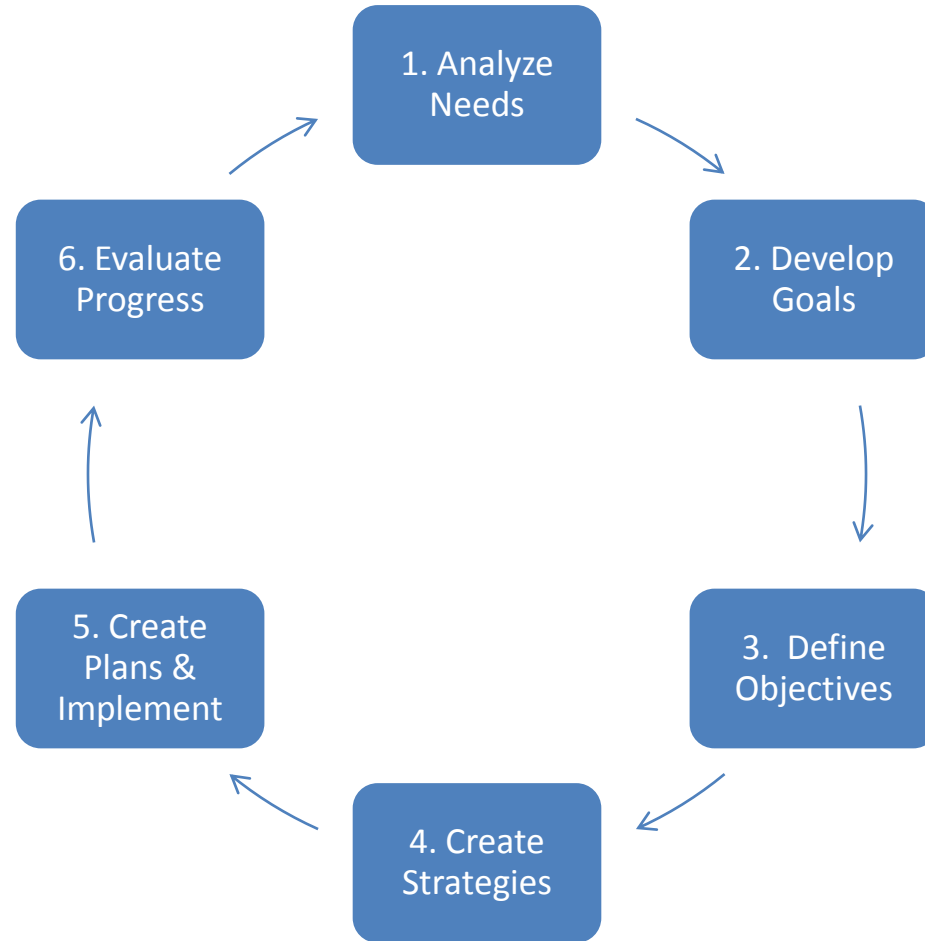 1. Analyze
Needs
2. Develop
Goals
3.  Define
Objectives
4. Create
Strategies
5. Create
Plans &
Implement
6. Evaluate
Progress